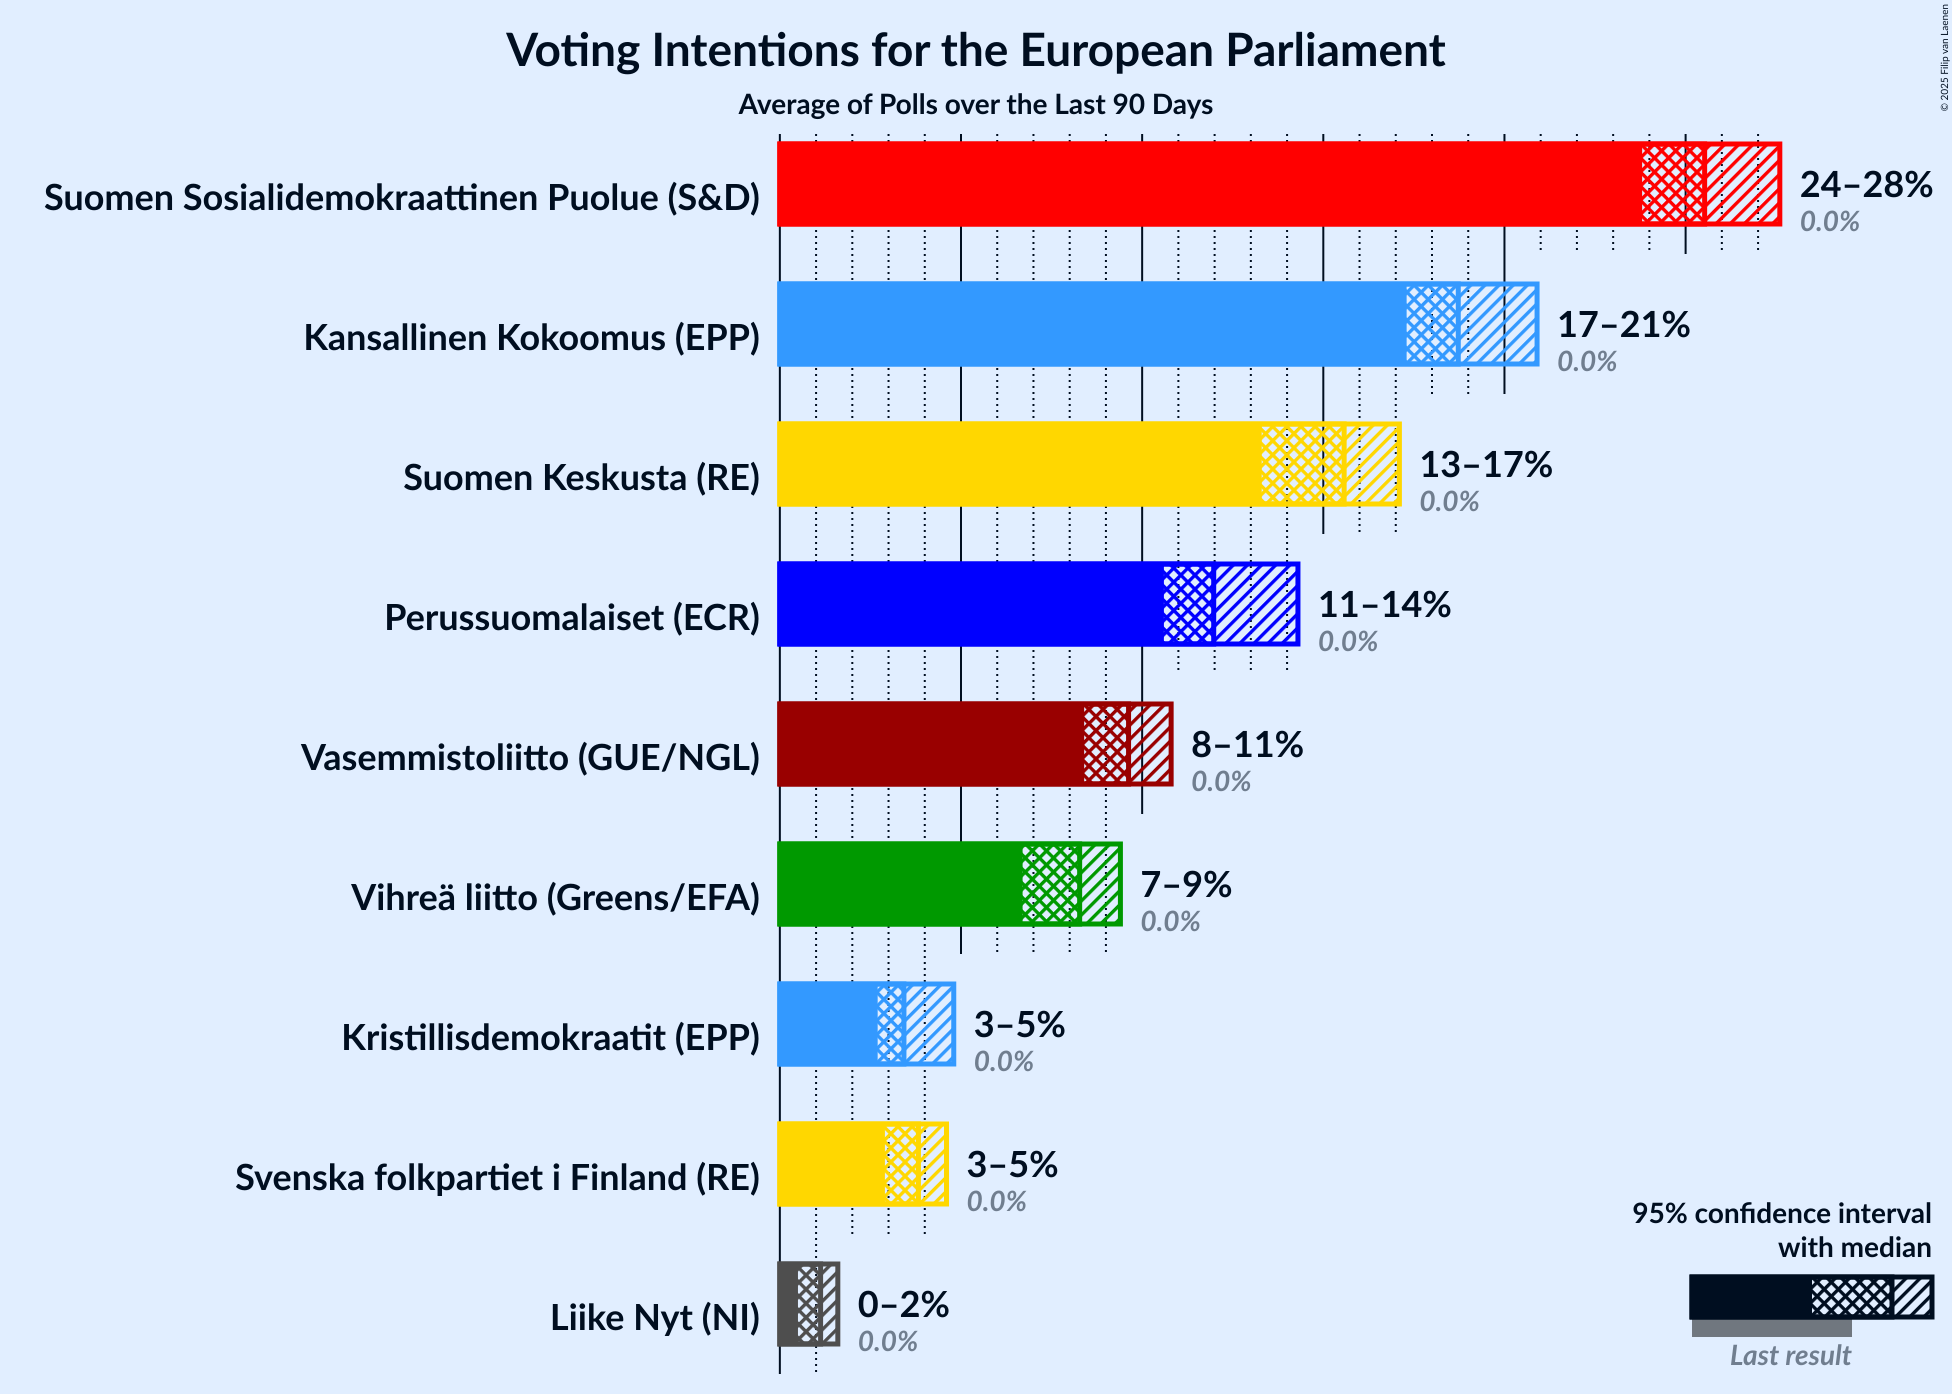 Voting Intentions for the European Parliament
Average of Polls over the Last 90 Days
© 2025 Filip van Laenen
Suomen Sosialidemokraattinen Puolue (S&D)
24–28%
0.0%
Kansallinen Kokoomus (EPP)
17–21%
0.0%
Suomen Keskusta (RE)
13–17%
0.0%
Perussuomalaiset (ECR)
11–14%
0.0%
Vasemmistoliitto (GUE/NGL)
8–11%
0.0%
Vihreä liitto (Greens/EFA)
7–9%
0.0%
Kristillisdemokraatit (EPP)
3–5%
0.0%
Svenska folkpartiet i Finland (RE)
3–5%
0.0%
Liike Nyt (NI)
0–2%
0.0%
95% confidence interval
with median
Last result